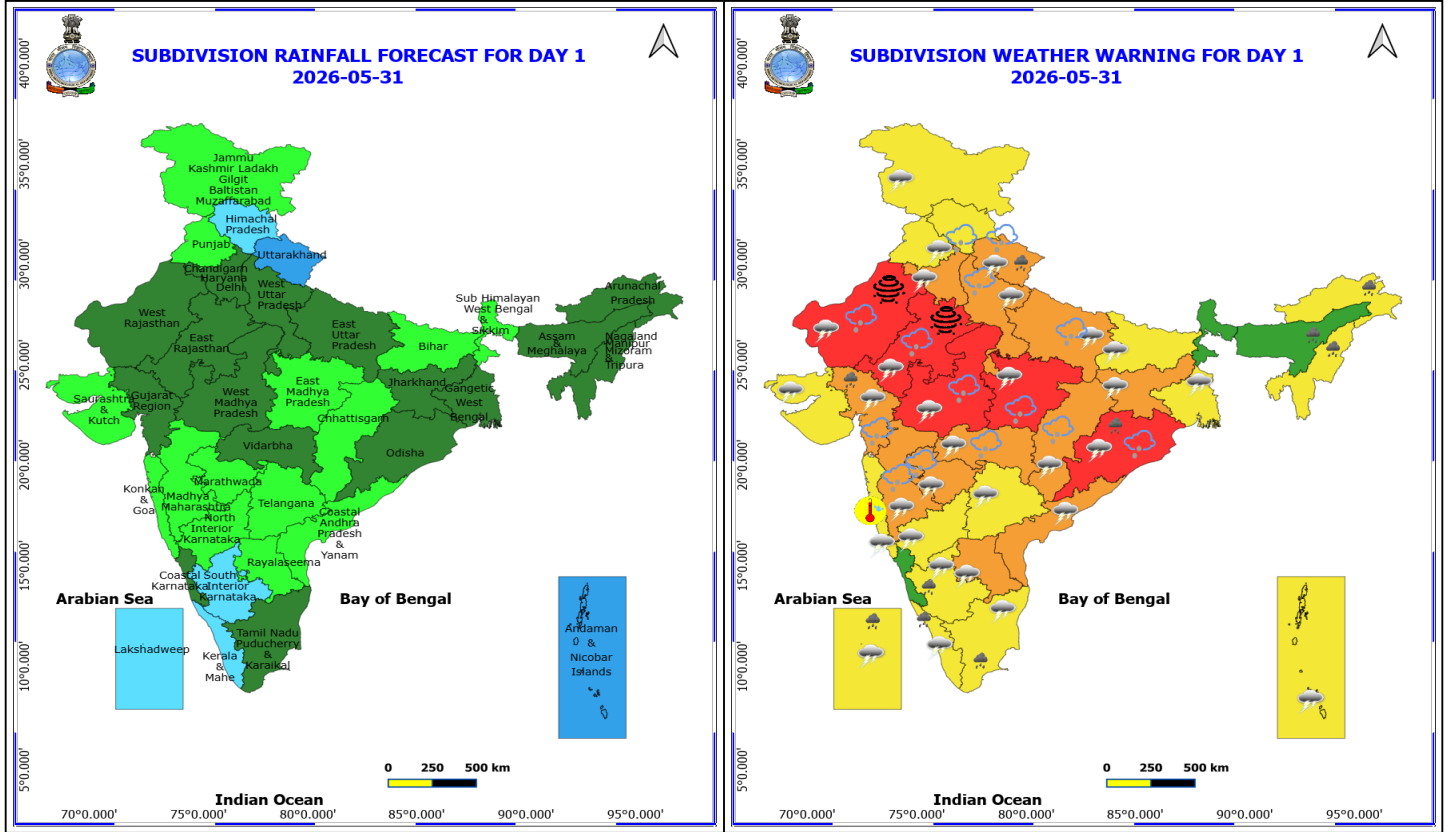 SUBDIVISION RAINFALL FORECAST FOR DAY 1
2026-05-31
40°0.000'
35°0.000'
30°0.000'
25°0.000'
20°0.000'
15°0.000'
10°0.000'
5°0.000'
Jammu
Kashmir Ladakh
Gilgit
Baltistan
Muzaffarabad
Himachal
Pradesh
Punjab
Uttarakhand
Chandigarh
Haryana
Delhi
West
Uttar
Pradesh
West
Rajasthan
East
Rajasthan
East
Uttar
Pradesh
Bihar
Sub Himalayan
West Bengal
&
Sikkim
Arunachal
Pradesh
Assam
&
Meghalaya
Nagaland
Manipur
Mizoram
&
Tripura
Saurashtra
&
Kutch
Gujarat
Region
West
Madhya
Pradesh
East
Madhya
Pradesh
Jharkhand
Gangetic
West
Bengal
Chhattisgarh
Vidarbha
Odisha
Konkan
&
Goa
Madhya
Maharashtra
Marathwada
Telangana
North
Interior
Karnataka
Coastal
Andhra
Pradesh
&
Yanam
Rayalaseema
Coastal
Karnataka
South
Interior
Karnataka
Arabian Sea
Bay of Bengal
Lakshadweep
Kerala
&
Mahe
Tamil Nadu
Puducherry
&
Karaikal
Andaman
&
Nicobar
Islands
0 250 500 km
Indian Ocean
70°0.000' 75°0.000' 80°0.000' 85°0.000' 90°0.000' 95°0.000'
SUBDIVISION WEATHER WARNING FOR DAY 1
2026-05-31
40°0.000'
35°0.000'
30°0.000'
25°0.000'
20°0.000'
15°0.000'
10°0.000'
5°0.000'
Arabian Sea
Bay of Bengal
0 250 500 km
Indian Ocean
70°0.000' 75°0.000' 80°0.000' 85°0.000' 90°0.000' 95°0.000'